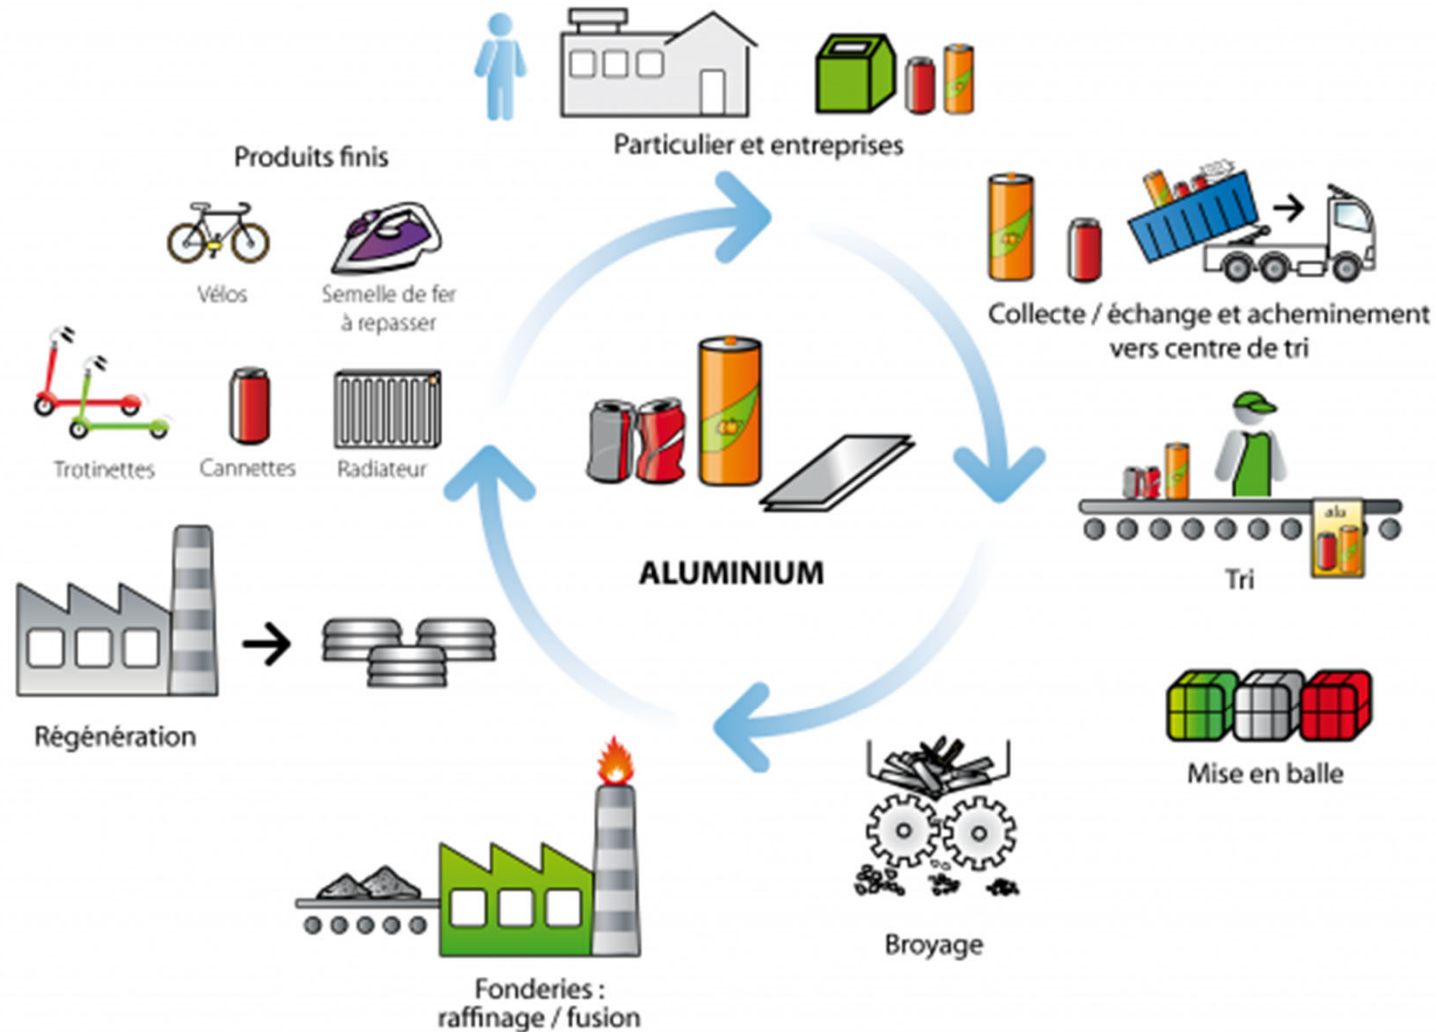 Particulier et entreprises
Produits finis
Vélos
Semelle de fer
à repasser
Trotinettes
Cannettes
Radiateur
Collecte / échange et acheminement
vers centre de tri
alu
Tri
ALUMINIUM
Mise en balle
Régénération
Broyage
Fonderies :
raffinage / fusion